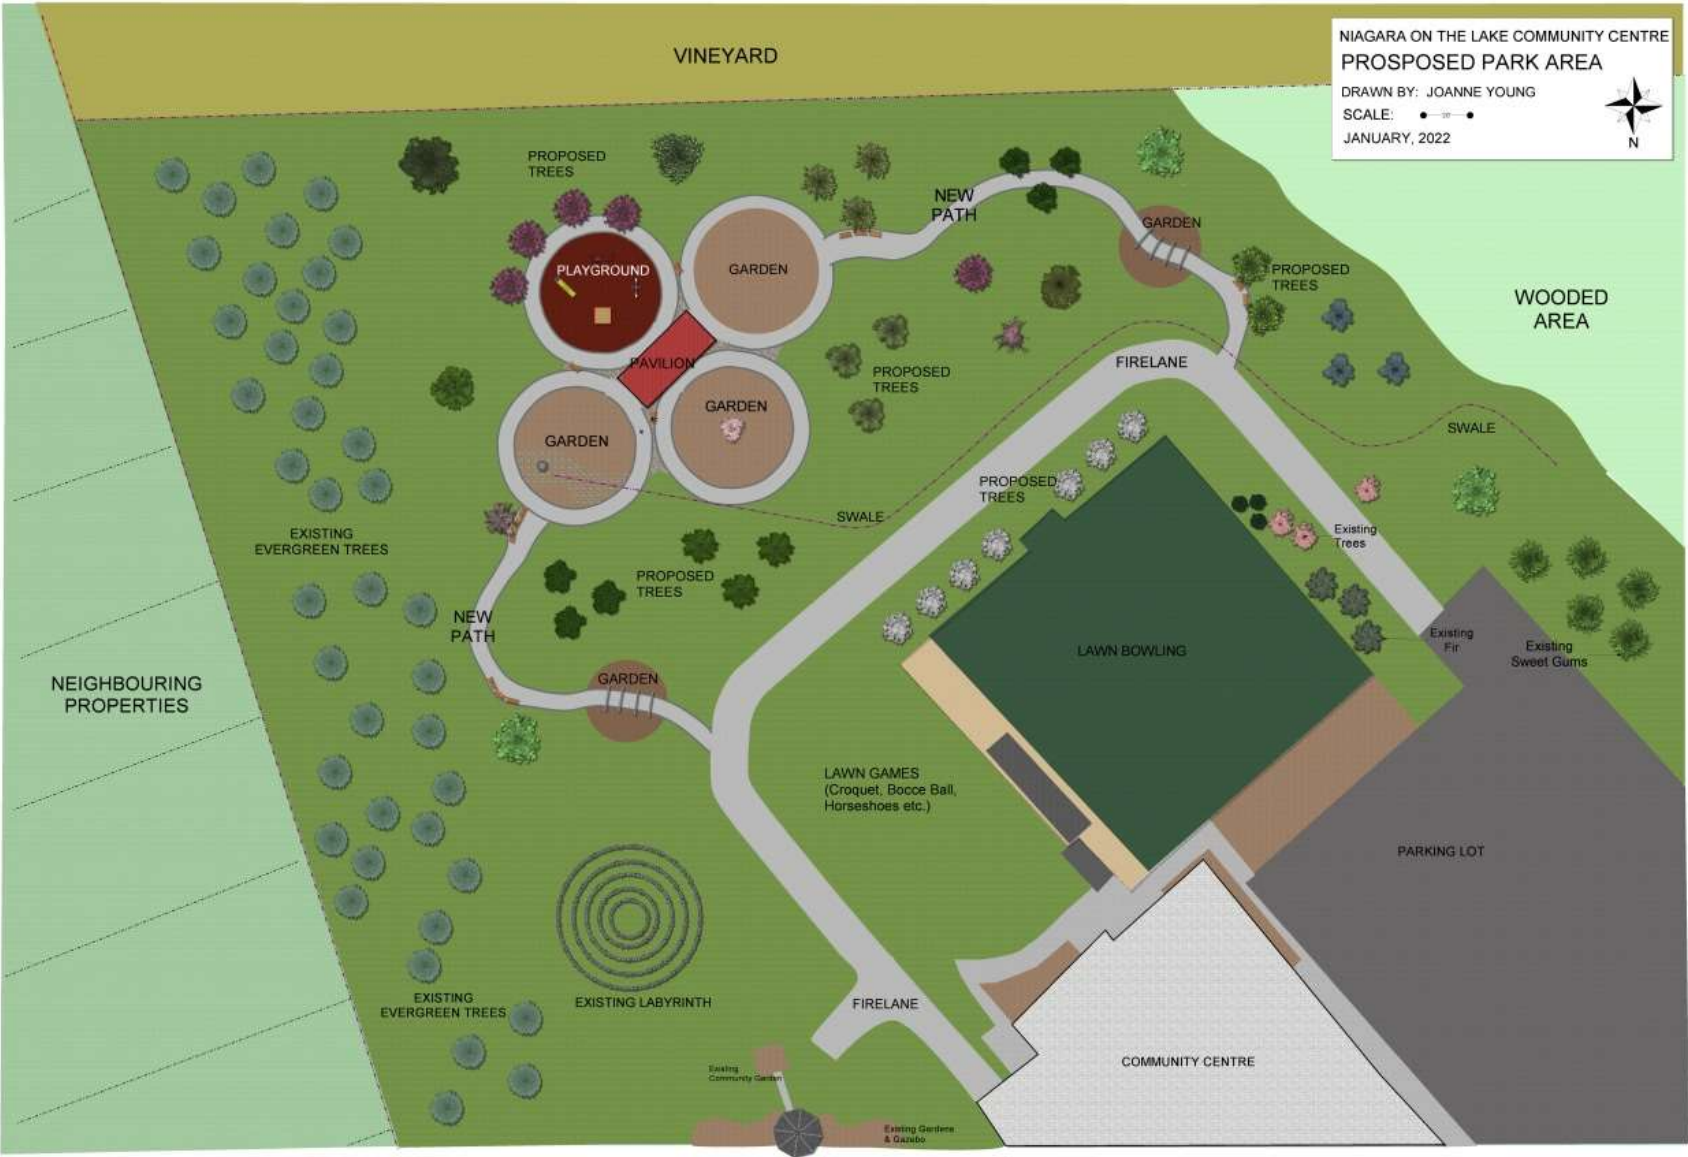 VINEYARD
NIAGARA ON THE LAKE COMMUNITY CENTRE
PROSPOSED PARK AREA
DRAWN BY: JOANNE YOUNG
SCALE:
JANUARY, 2022
N
PROPOSED
TREES
NEW
PATH
GARDEN
PLAYGROUND
GARDEN
PROPOSED
TREES
WOODED
AREA
PAVILION
FIRELANE
PROPOSED
TREES
GARDEN
GARDEN
SWALE
PROPOSED
TREES
SWALE
EXISTING
EVERGREEN TREES
Existing
Trees
PROPOSED
TREES
NEW
PATH
Existing
Fir
Existing
Sweet Gums
LAWN BOWLING
NEIGHBOURING
PROPERTIES
GARDEN
LAWN GAMES
(Croquet, Bocce Ball,
Horseshoes etc.)
PARKING LOT
EXISTING
EVERGREEN TREES
EXISTING LABYRINTH
FIRELANE
COMMUNITY CENTRE
Existing
Community Garden
Existing Gardens
& Gazebo